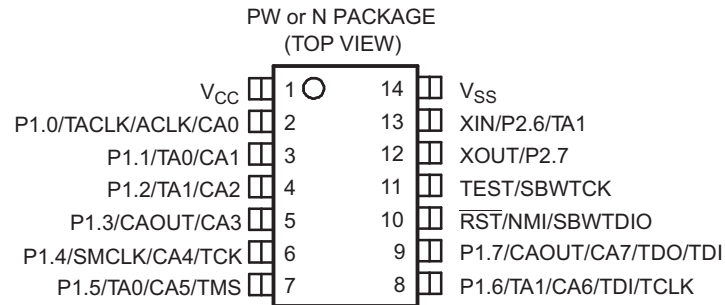 PW or N PACKAGE
(TOP VIEW)
VCC 1 14 VSS
P1.0/TACLK/ACLK/CA0 2 13 XIN/P2.6/TA1
P1.1/TA0/CA1 3 12 XOUT/P2.7
P1.2/TA1/CA2 4 11 TEST/SBWTCK
P1.3/CAOUT/CA3 5 10 RST/NMI/SBWTDIO
P1.4/SMCLK/CA4/TCK 6 9 P1.7/CAOUT/CA7/TDO/TDI
P1.5/TA0/CA5/TMS 7 8 P1.6/TA1/CA6/TDI/TCLK